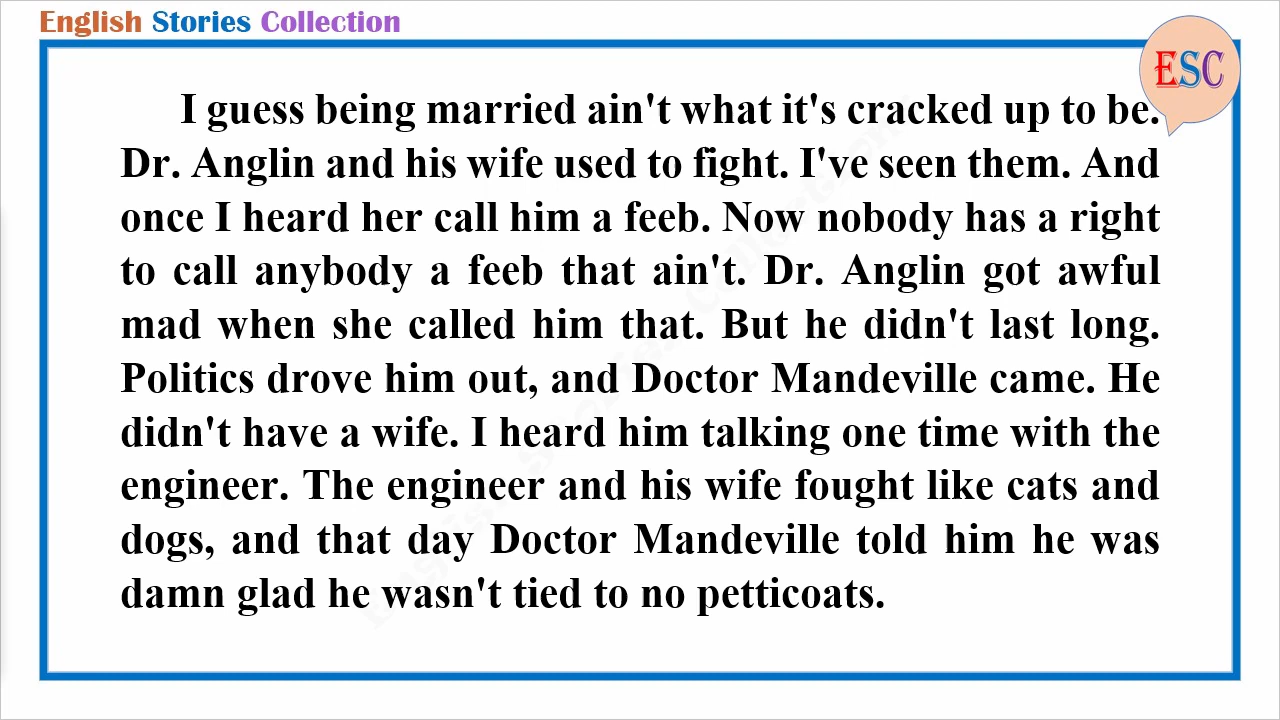 English Stories Collection
ESC
I guess being married ain't what it's cracked up to be.
Dr. Anglin and his wife used to fight. I've seen them. And
once I heard her call him a feeb. Now nobody has a right
to call anybody a feeb that ain't. Dr. Anglin got awful
mad when she called him that. But he didn't last long.
Politics drove him out, and Doctor Mandeville came. He
didn't have a wife. I heard him talking one time with the
engineer. The engineer and his wife fought like cats and
dogs, and that day Doctor Mandeville told him he was
damn glad he wasn't tied to no petticoats.